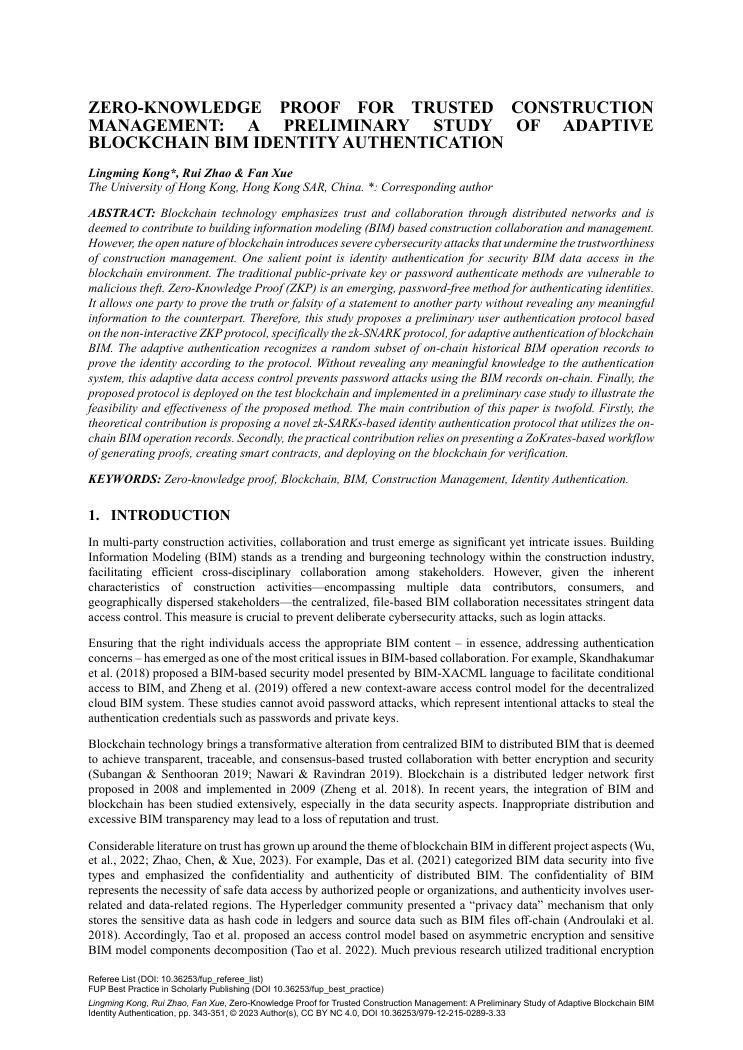 ZERO-KNOWLEDGE PROOF FOR TRUSTED CONSTRUCTION
MANAGEMENT: A PRELIMINARY STUDY OF ADAPTIVE
BLOCKCHAIN BIM IDENTITY AUTHENTICATION
Lingming Kong*, Rui Zhao & Fan Xue
The University of Hong Kong, Hong Kong SAR, China. *: Corresponding author
ABSTRACT: Blockchain technology emphasizes trust and collaboration through distributed networks and is
deemed to contribute to building information modeling (BIM) based construction collaboration and management.
However, the open nature of blockchain introduces severe cybersecurity attacks that undermine the trustworthiness
of construction management. One salient point is identity authentication for security BIM data access in the
blockchain environment. The traditional public-private key or password authenticate methods are vulnerable to
malicious theft. Zero-Knowledge Proof (ZKP) is an emerging, password-free method for authenticating identities.
It allows one party to prove the truth or falsity of a statement to another party without revealing any meaningful
information to the counterpart. Therefore, this study proposes a preliminary user authentication protocol based
on the non-interactive ZKP protocol, specifically the zk-SNARK protocol, for adaptive authentication of blockchain
BIM. The adaptive authentication recognizes a random subset of on-chain historical BIM operation records to
prove the identity according to the protocol. Without revealing any meaningful knowledge to the authentication
system, this adaptive data access control prevents password attacks using the BIM records on-chain. Finally, the
proposed protocol is deployed on the test blockchain and implemented in a preliminary case study to illustrate the
feasibility and effectiveness of the proposed method. The main contribution of this paper is twofold. Firstly, the
theoretical contribution is proposing a novel zk-SARKs-based identity authentication protocol that utilizes the on-
chain BIM operation records. Secondly, the practical contribution relies on presenting a ZoKrates-based workflow
of generating proofs, creating smart contracts, and deploying on the blockchain for verification.
KEYWORDS: Zero-knowledge proof, Blockchain, BIM, Construction Management, Identity Authentication.
1. INTRODUCTION
In multi-party construction activities, collaboration and trust emerge as significant yet intricate issues. Building
Information Modeling (BIM) stands as a trending and burgeoning technology within the construction industry,
facilitating efficient cross-disciplinary collaboration among stakeholders. However, given the inherent
characteristics of construction activities—encompassing multiple data contributors, consumers, and
geographically dispersed stakeholders—the centralized, file-based BIM collaboration necessitates stringent data
access control. This measure is crucial to prevent deliberate cybersecurity attacks, such as login attacks.
Ensuring that the right individuals access the appropriate BIM content – in essence, addressing authentication
concerns – has emerged as one of the most critical issues in BIM-based collaboration. For example, Skandhakumar
et al. (2018) proposed a BIM-based security model presented by BIM-XACML language to facilitate conditional
access to BIM, and Zheng et al. (2019) offered a new context-aware access control model for the decentralized
cloud BIM system. These studies cannot avoid password attacks, which represent intentional attacks to steal the
authentication credentials such as passwords and private keys.
Blockchain technology brings a transformative alteration from centralized BIM to distributed BIM that is deemed
to achieve transparent, traceable, and consensus-based trusted collaboration with better encryption and security
(Subangan & Senthooran 2019; Nawari & Ravindran 2019). Blockchain is a distributed ledger network first
proposed in 2008 and implemented in 2009 (Zheng et al. 2018). In recent years, the integration of BIM and
blockchain has been studied extensively, especially in the data security aspects. Inappropriate distribution and
excessive BIM transparency may lead to a loss of reputation and trust.
Considerable literature on trust has grown up around the theme of blockchain BIM in different project aspects (Wu,
et al., 2022; Zhao, Chen, & Xue, 2023). For example, Das et al. (2021) categorized BIM data security into five
types and emphasized the confidentiality and authenticity of distributed BIM. The confidentiality of BIM
represents the necessity of safe data access by authorized people or organizations, and authenticity involves user-
related and data-related regions. The Hyperledger community presented a “privacy data” mechanism that only
stores the sensitive data as hash code in ledgers and source data such as BIM files off-chain (Androulaki et al.
2018). Accordingly, Tao et al. proposed an access control model based on asymmetric encryption and sensitive
BIM model components decomposition (Tao et al. 2022). Much previous research utilized traditional encryption
Referee List (DOI: 10.36253/fup_referee_list)
FUP Best Practice in Scholarly Publishing (DOI 10.36253/fup_best_practice)
Lingming Kong, Rui Zhao, Fan Xue, Zero-Knowledge Proof for Trusted Construction Management: A Preliminary Study of Adaptive Blockchain BIM
Identity Authentication, pp. 343-351, © 2023 Author(s), CC BY NC 4.0, DOI 10.36253/979-12-215-0289-3.33